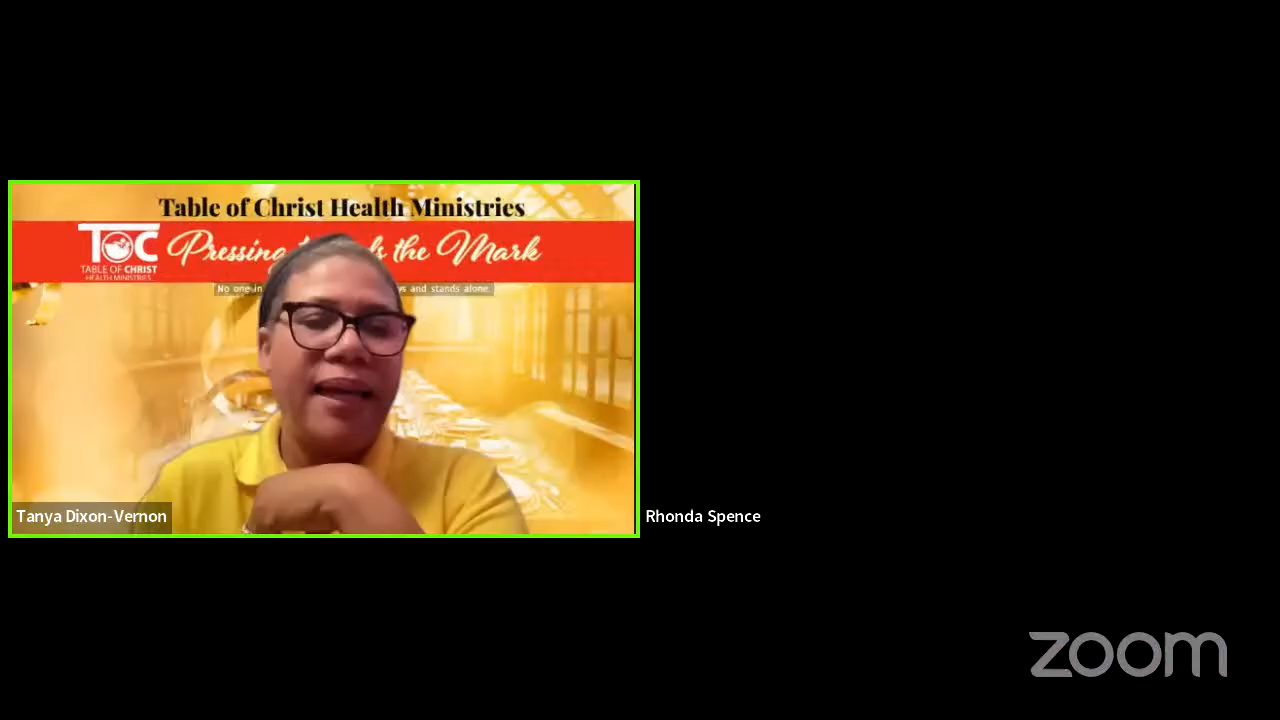 Table of Christ Health Ministries
TOC
TABLE OF CHRIST
HEALTH MINISTRIES
Pressing the Mark
No one in and stands alone.
Tanya Dixon-Vernon
Rhonda Spence
zoom